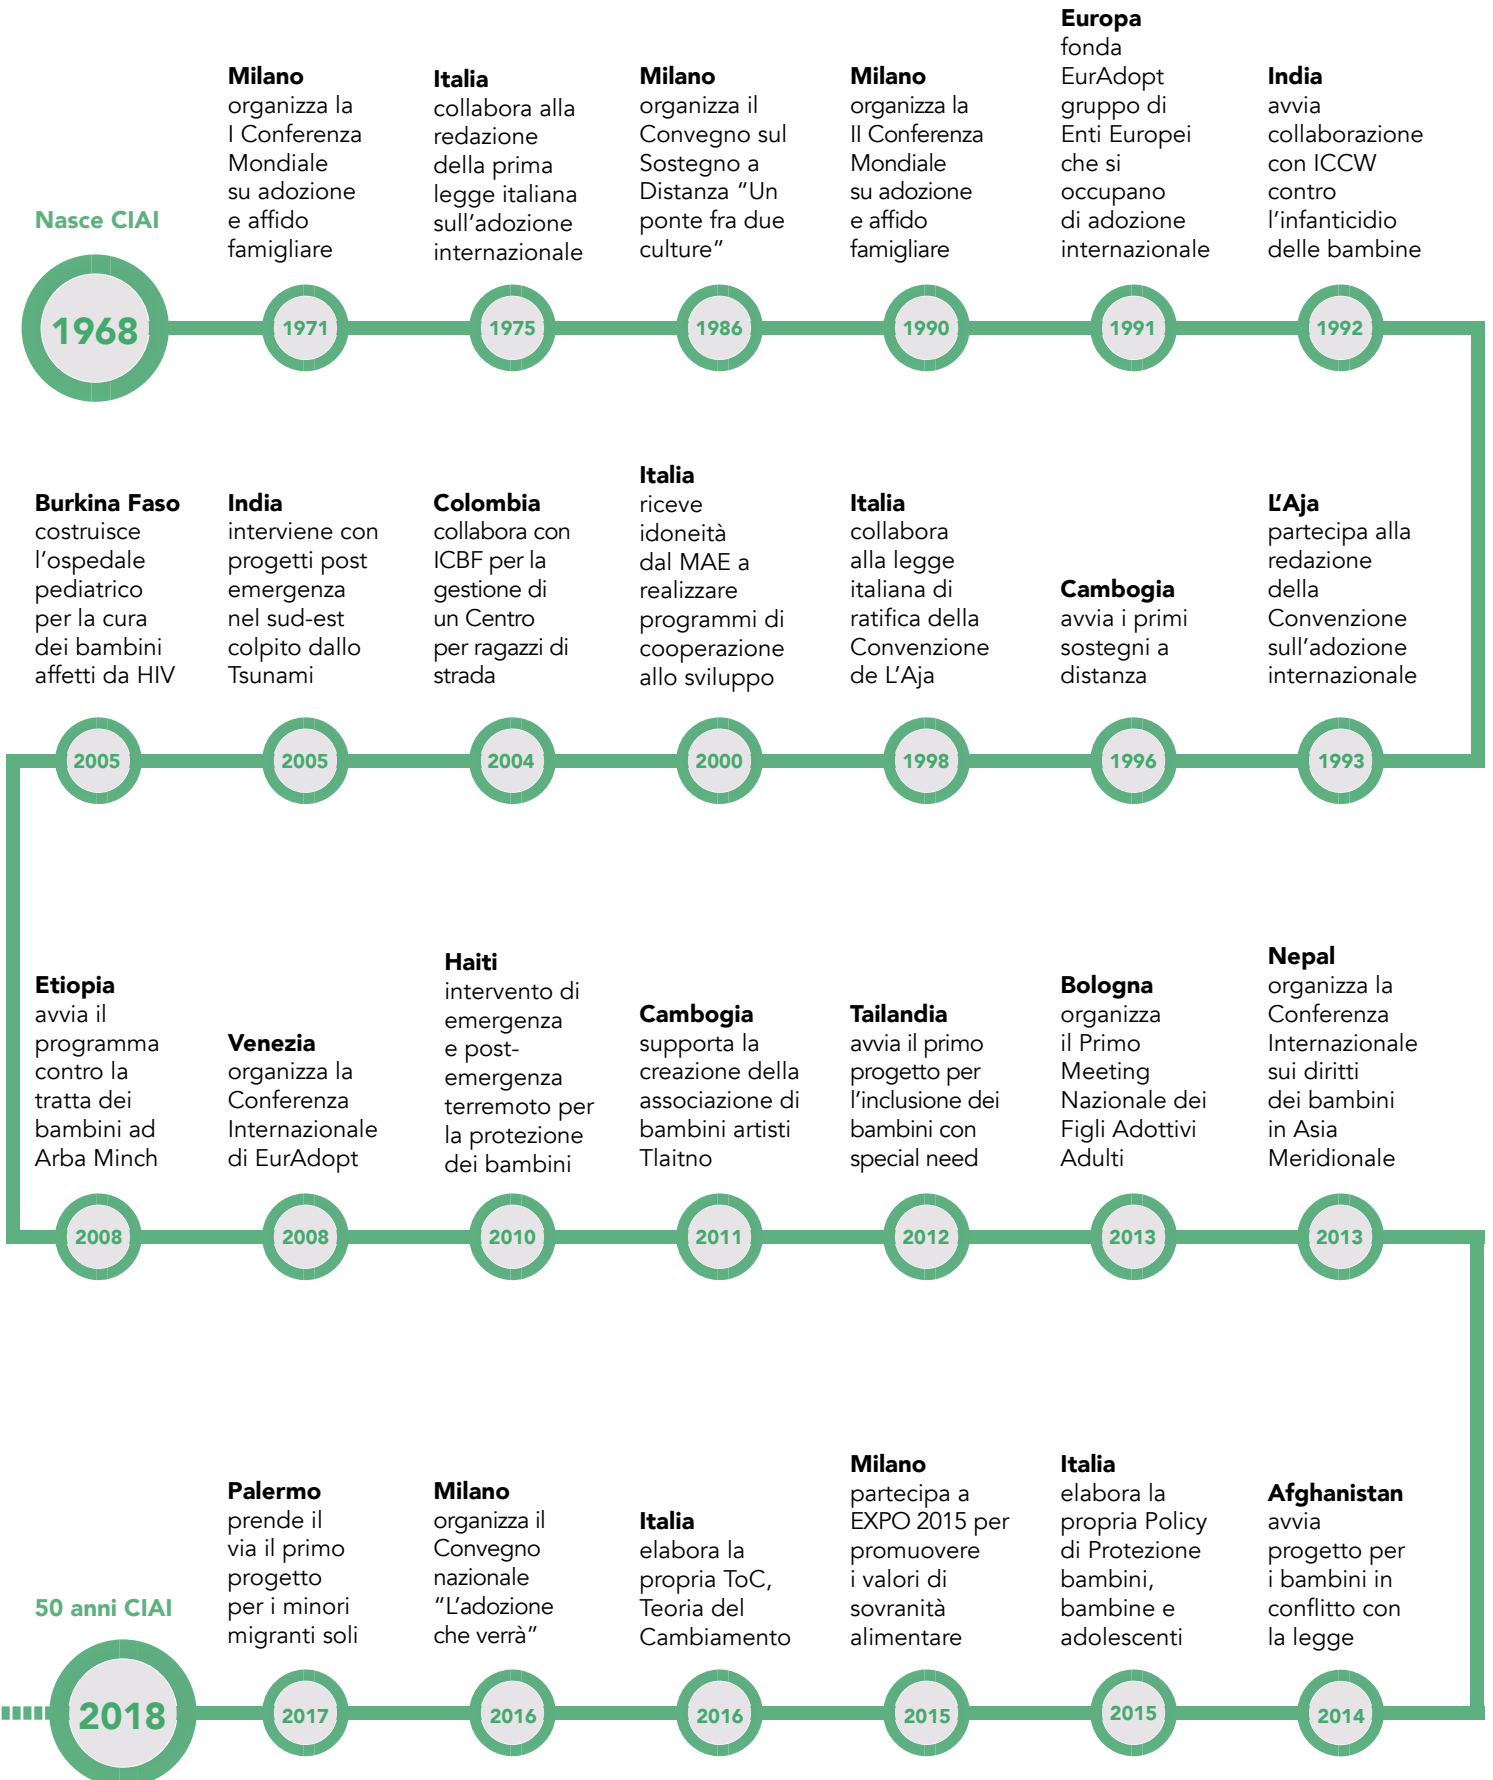 Nasce CIAI
1968
Milano
organizza la
I Conferenza
Mondiale
su adozione
e affido
famigliare
1971
Italia
collabora alla
redazione
della prima
legge italiana
sull’adozione
internazionale
1975
Milano
organizza il
Convegno sul
Sostegno a
Distanza “Un
ponte fra due
culture”
1986
Milano
organizza la
II Conferenza
Mondiale
su adozione
e affido
famigliare
1990
Europa
fonda
EurAdopt
gruppo di
Enti Europei
che si
occupano
di adozione
internazionale
1991
India
avvia
collaborazione
con ICCW
contro
l’infanticidio
delle bambine
1992
L’Aja
partecipa alla
redazione
della
Convenzione
sull’adozione
internazionale
1993
Cambogia
avvia i primi
sostegni a
distanza
1996
Italia
collabora
alla legge
italiana di
ratifica della
Convenzione
de L’Aja
1998
Italia
riceve
idoneità
dal MAE a
realizzare
programmi di
cooperazione
allo sviluppo
2000
Colombia
collabora con
ICBF per la
gestione di
un Centro
per ragazzi di
strada
2004
India
interviene con
progetti post
emergenza
nel sud-est
colpito dallo
Tsunami
2005
Burkina Faso
costruisce
l’ospedale
pediatrico
per la cura
dei bambini
affetti da HIV
2005
Etiopia
avvia il
programma
contro la
tratta dei
bambini ad
Arba Minch
2008
Venezia
organizza la
Conferenza
Internazionale
di EurAdopt
2008
Haiti
intervento di
emergenza
e post-
emergenza
terremoto per
la protezione
dei bambini
2010
Cambogia
supporta la
creazione della
associazione di
bambini artisti
Tlaitno
2011
Tailandia
avvia il primo
progetto per
l’inclusione dei
bambini con
special need
2012
Bologna
organizza
il Primo
Meeting
Nazionale dei
Figli Adottivi
Adulti
2013
Nepal
organizza la
Conferenza
Internazionale
sui diritti
dei bambini
in Asia
Meridionale
2013
Afghanistan
avvia
progetto per
i bambini in
conflitto con
la legge
2014
Italia
elabora la
propria Policy
di Protezione
bambini,
bambine e
adolescenti
2015
Milano
partecipa a
EXPO 2015 per
promuovere
i valori di
sovranità
alimentare
2015
Italia
elabora la
propria ToC,
Teoria del
Cambiamento
2016
Milano
organizza il
Convegno
nazionale
“L’adozione
che verrà”
2016
Palermo
prende il
via il primo
progetto
per i minori
migranti soli
2017
50 anni CIAI
2018